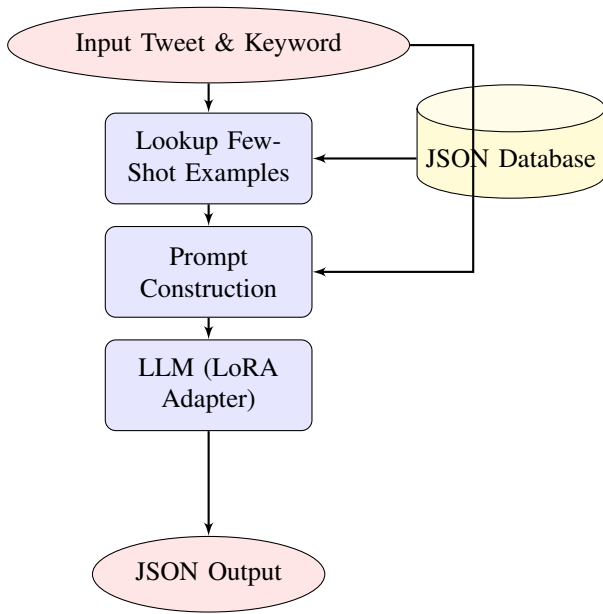 Input Tweet & Keyword
Lookup Few-
Shot Examples
JSON Database
Prompt
Construction
LLM (LoRA
Adapter)
JSON Output